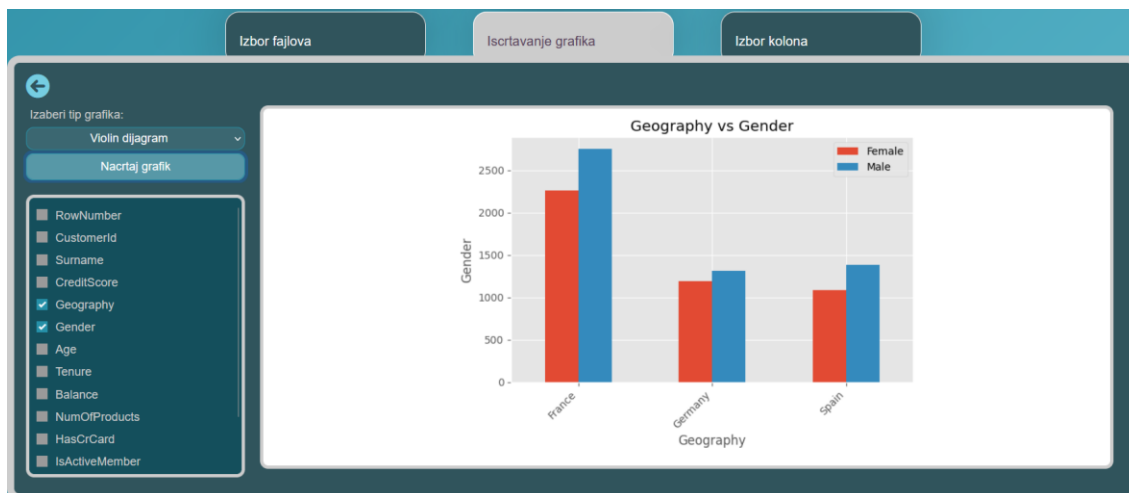 Izbor fajlova
Iscrtavanje grafika
Izbor kolona
Izaberi tip grafika:
Violin dijagram
Nacrtaj grafik
RowNumber
CustomerId
Surname
CreditScore
Geography
Gender
Age
Tenure
Balance
NumOfProducts
HasCrCard
IsActiveMember
Geography vs Gender
Female
Male
Gender
2500
2000
1500
1000
500
0
France
Germany
Spain
Geography